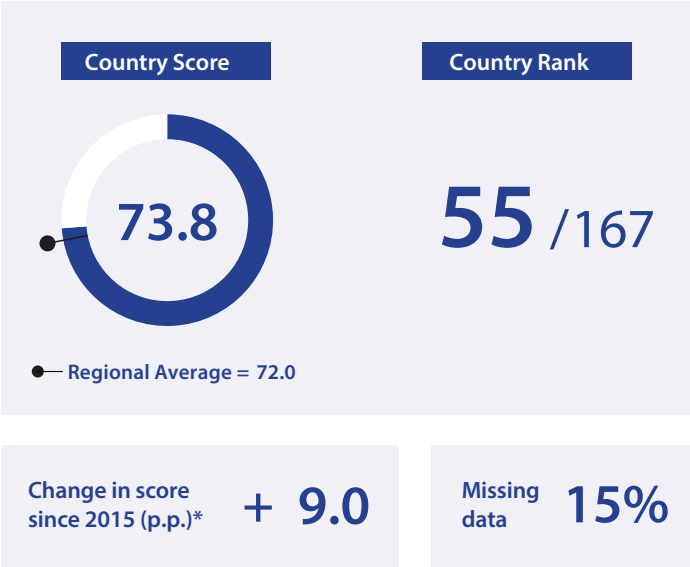 Country Score
Country Rank
73.8
55 /167
Regional Average = 72.0
Change in score
since 2015 (p.p.)*
+ 9.0
Missing
data
15%